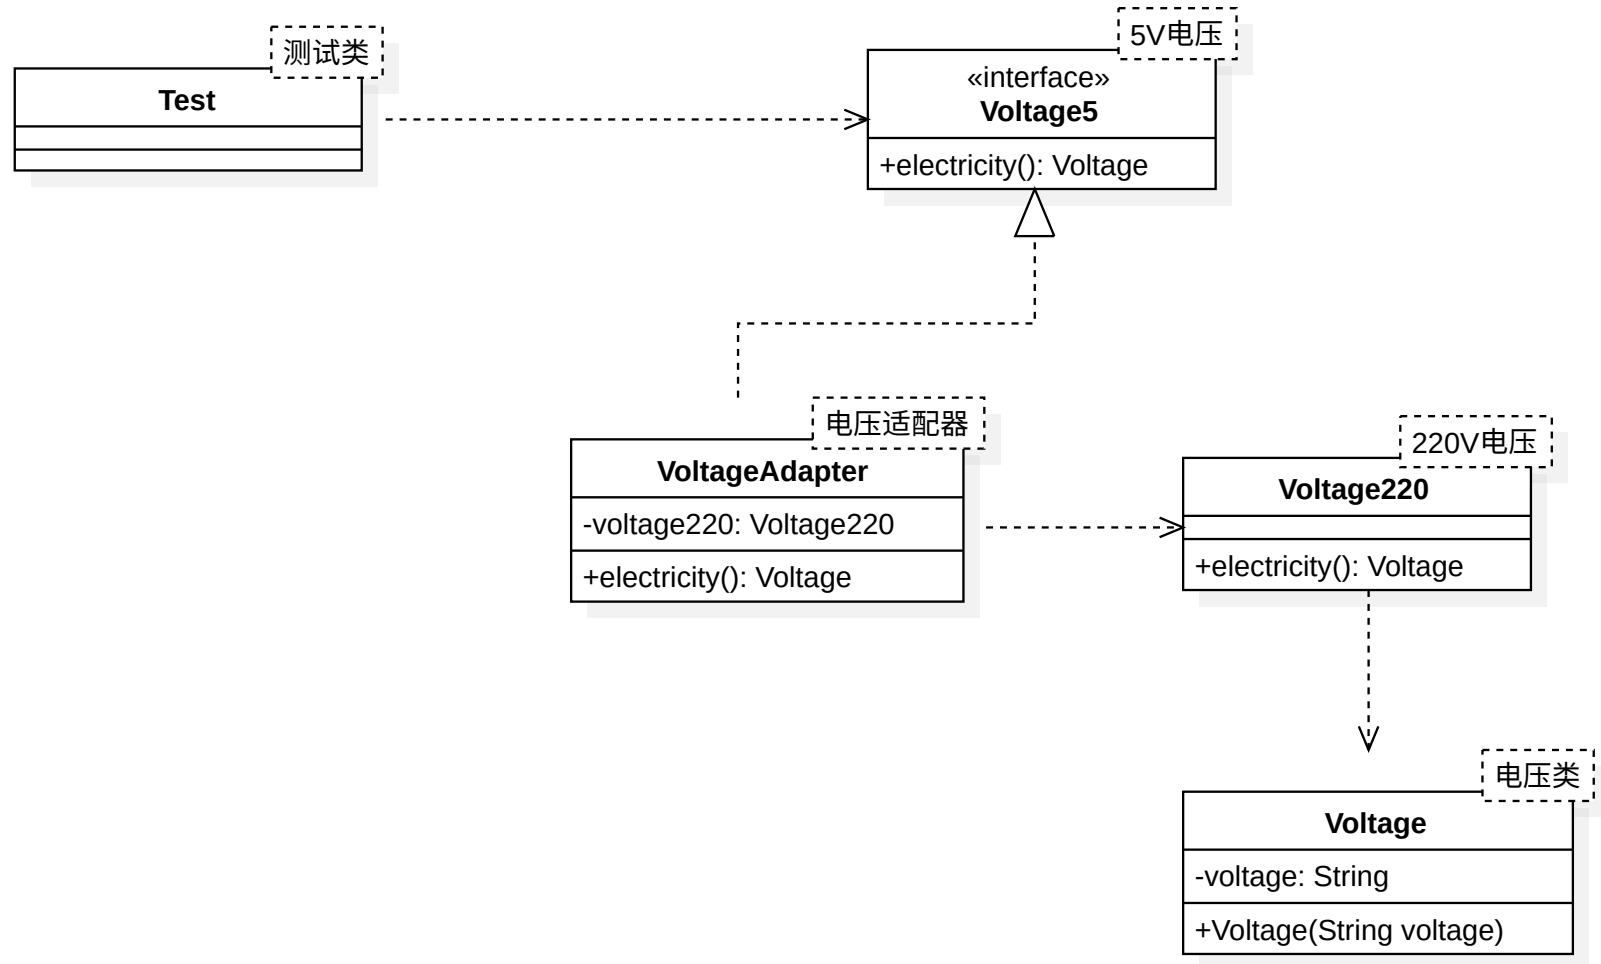 测试类
Test
5V电压
«interface»
Voltage5
+electricity(): Voltage
电压适配器
VoltageAdapter
-voltage220: Voltage220
+electricity(): Voltage
220V电压
Voltage220
+electricity(): Voltage
电压类
Voltage
-voltage: String
+Voltage(String voltage)